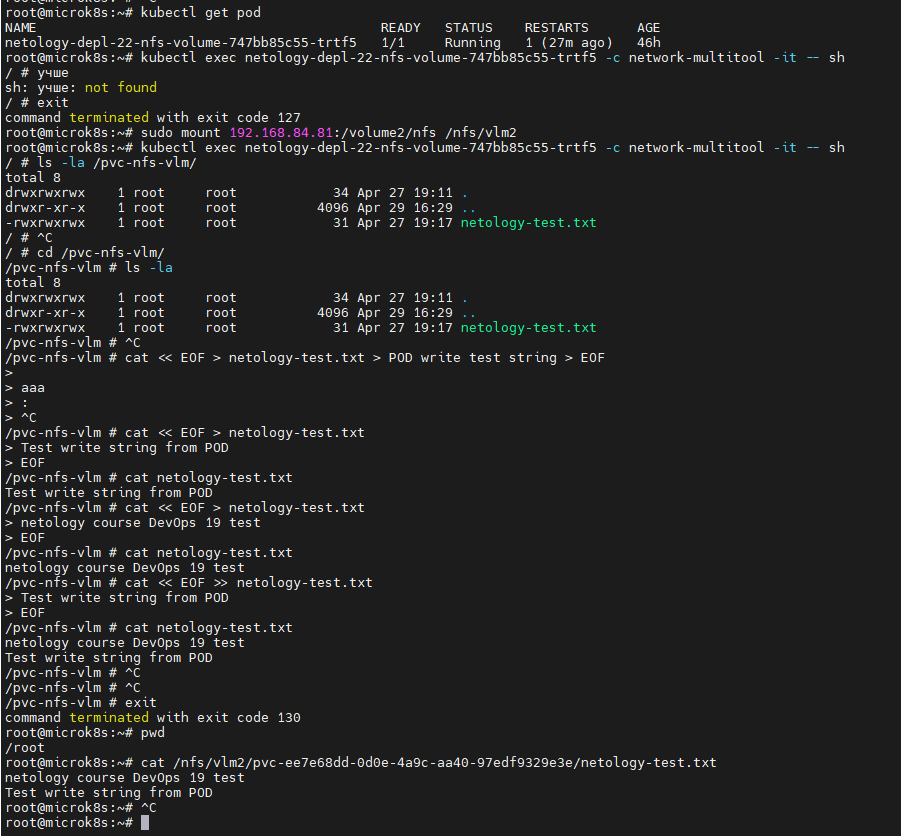 root@microk8s:~# ^C
root@microk8s:~# kubectl get pod
NAME                                           READY   STATUS    RESTARTS      AGE
netology-depl-22-nfs-volume-747bb85c55-trtf5   1/1     Running   1 (27m ago)   46h
root@microk8s:~# kubectl exec netology-depl-22-nfs-volume-747bb85c55-trtf5 -c network-multitool -it -- sh
/ # учше
sh: учше: not found
/ # exit
command terminated with exit code 127
root@microk8s:~# sudo mount 192.168.84.81:/volume2/nfs /nfs/vlm2
root@microk8s:~# kubectl exec netology-depl-22-nfs-volume-747bb85c55-trtf5 -c network-multitool -it -- sh
/ # ls -la /pvc-nfs-vlm/
total 8
drwxrwxrwx    1 root     root            34 Apr 27 19:11 .
drwxr-xr-x    1 root     root          4096 Apr 29 16:29 ..
-rwxrwxrwx    1 root     root            31 Apr 27 19:17 netology-test.txt
/ # ^C
/ # cd /pvc-nfs-vlm/
/pvc-nfs-vlm # ls -la
total 8
drwxrwxrwx    1 root     root            34 Apr 27 19:11 .
drwxr-xr-x    1 root     root          4096 Apr 29 16:29 ..
-rwxrwxrwx    1 root     root            31 Apr 27 19:17 netology-test.txt
/pvc-nfs-vlm # ^C
/pvc-nfs-vlm # cat << EOF > netology-test.txt > POD write test string > EOF
>
> aaa
> :
> ^C
/pvc-nfs-vlm # cat << EOF > netology-test.txt
> Test write string from POD
> EOF
/pvc-nfs-vlm # cat netology-test.txt
Test write string from POD
/pvc-nfs-vlm # cat << EOF > netology-test.txt
> netology course DevOps 19 test
> EOF
/pvc-nfs-vlm # cat netology-test.txt
netology course DevOps 19 test
/pvc-nfs-vlm # cat << EOF >> netology-test.txt
> Test write string from POD
> EOF
/pvc-nfs-vlm # cat netology-test.txt
netology course DevOps 19 test
Test write string from POD
/pvc-nfs-vlm # ^C
/pvc-nfs-vlm # ^C
/pvc-nfs-vlm # exit
command terminated with exit code 130
root@microk8s:~# pwd
/root
root@microk8s:~# cat /nfs/vlm2/pvc-ee7e68dd-0d0e-4a9c-aa40-97edf9329e3e/netology-test.txt
netology course DevOps 19 test
Test write string from POD
root@microk8s:~# ^C
root@microk8s:~#